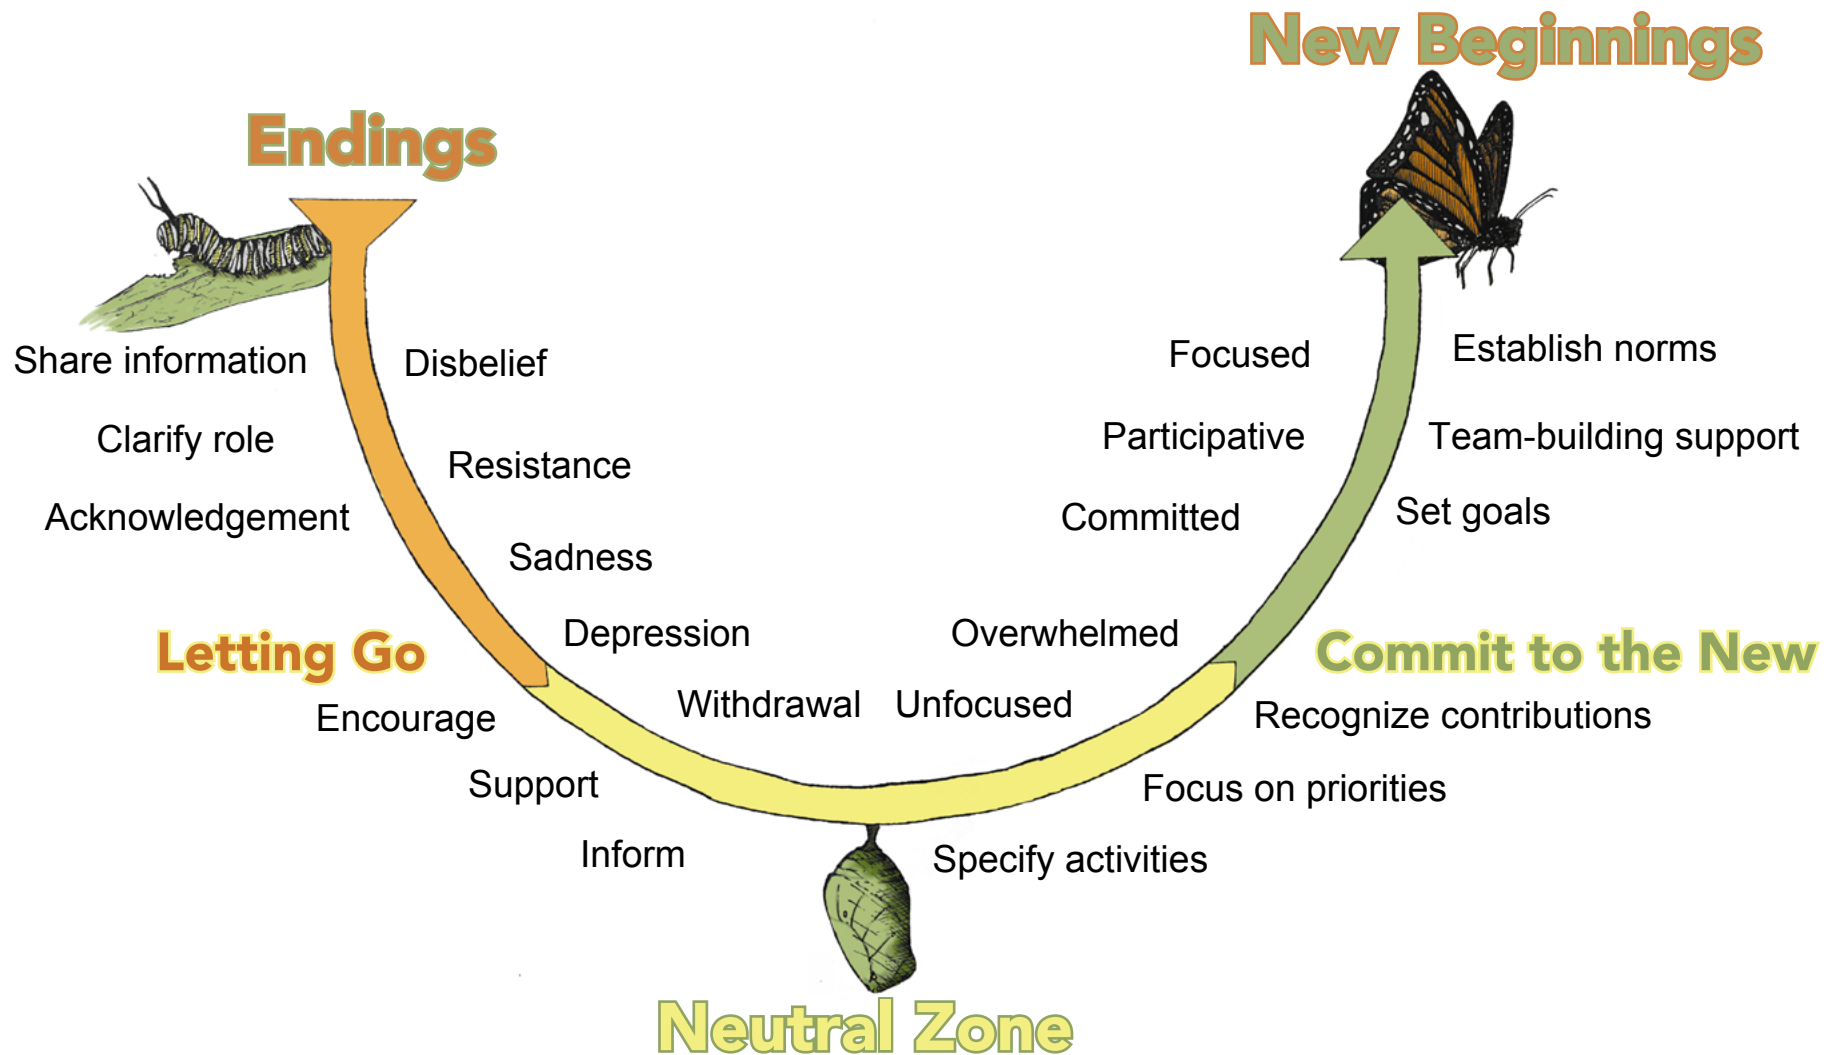 New Beginnings
Endings
Share information
Disbelief
Clarify role
Resistance
Acknowledgement
Sadness
Depression
Letting Go
Encourage
Withdrawal
Support
Inform
Neutral Zone
Specify activities
Unfocused
Focus on priorities
Overwhelmed
Recognize contributions
Commit to the New
Committed
Set goals
Participative
Team-building support
Focused
Establish norms